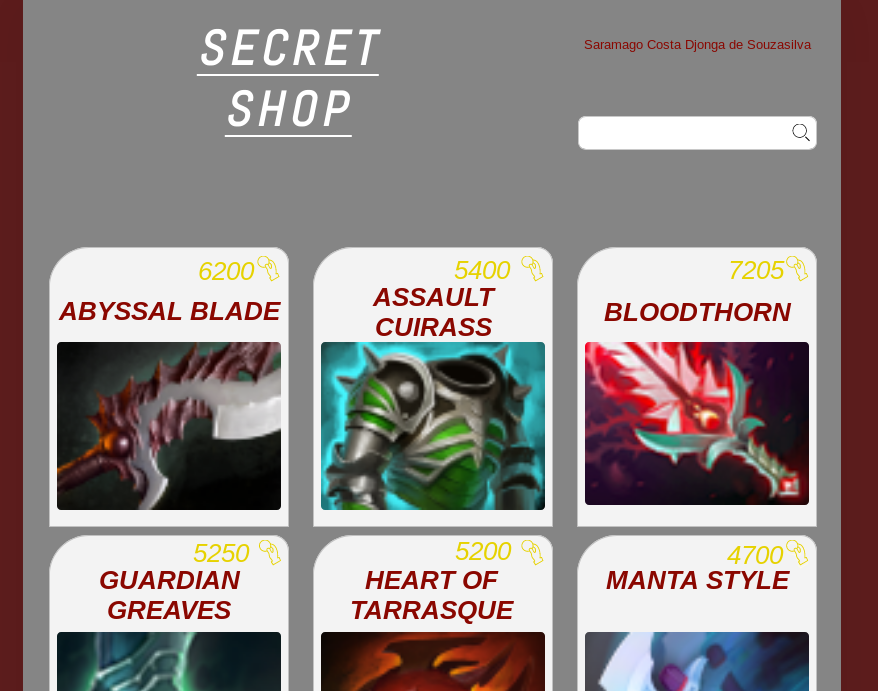 SECRET
SHOP
Saramago Costa Djonga de Souzasilva
6200
ABYSSAL BLADE
5400
ASSAULT
CUIRASS
7205
BLOODTHORN
5250
GUARDIAN
GREAVES
5200
HEART OF
TARRASQUE
4700
MANTA STYLE